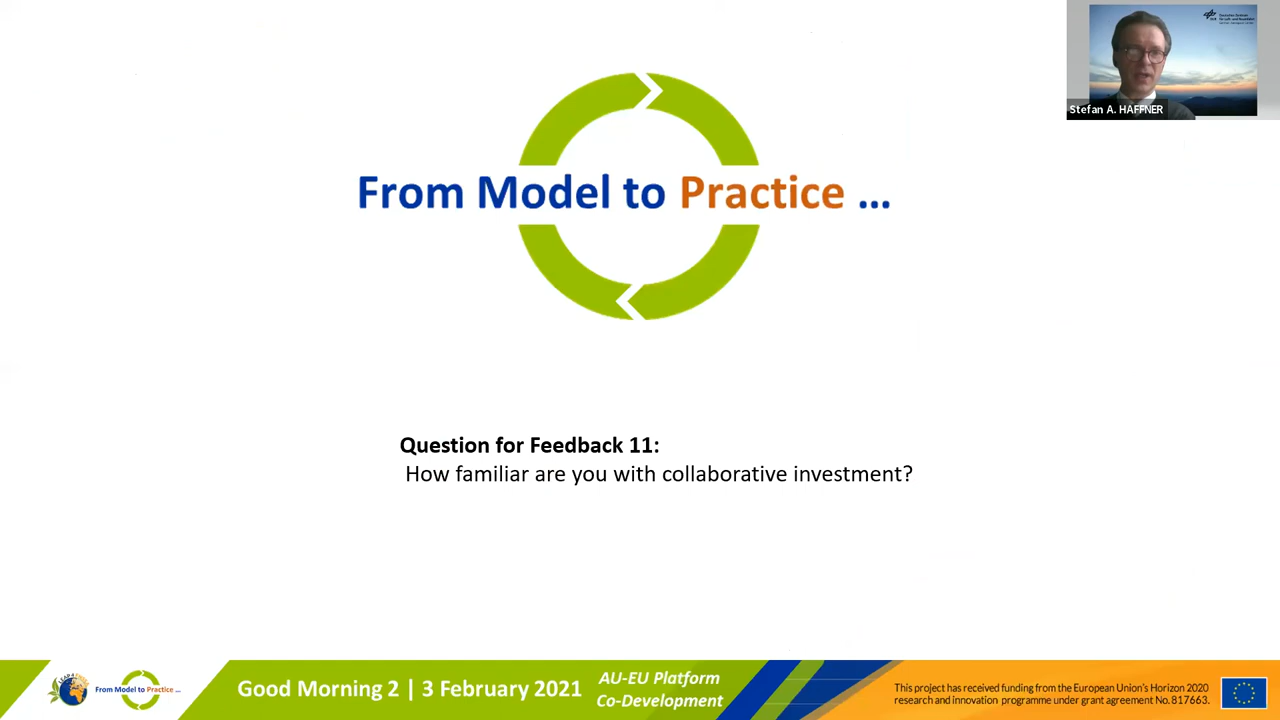 Stefan A. HAFFNER
From Model to Practice ...
Question for Feedback 11:
How familiar are you with collaborative investment?
From Model to Practice ...
Good Morning 2 | 3 February 2021
AU-EU Platform
Co-Development
This project has received funding from the European Union's Horizon 2020
research and innovation programme under grant agreement No. 817663.